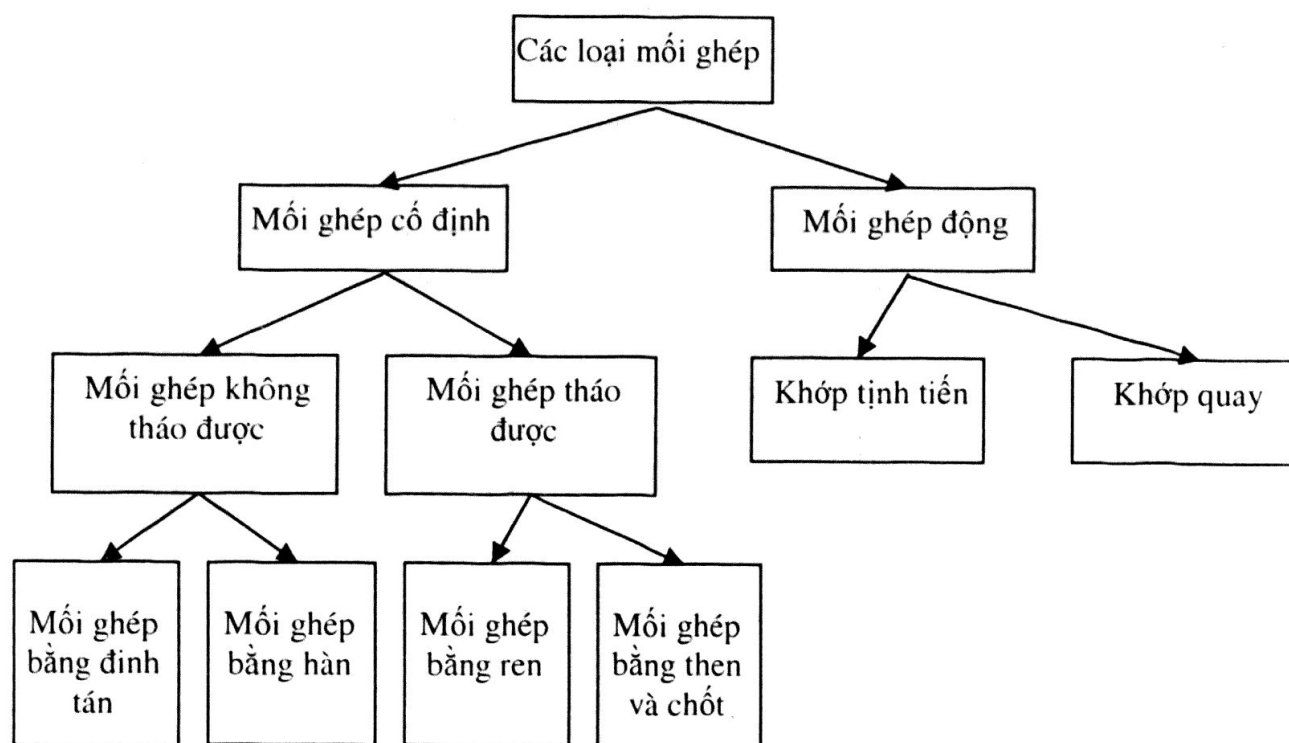 Các loại mối ghép
Mối ghép cố định
Mối ghép động
Mối ghép không
tháo được
Mối ghép tháo
được
Khớp tịnh tiến
Khớp quay
Mối ghép
bằng đinh
tán
Mối ghép
bằng hàn
Mối ghép
bằng ren
Mối ghép
bằng then
và chốt